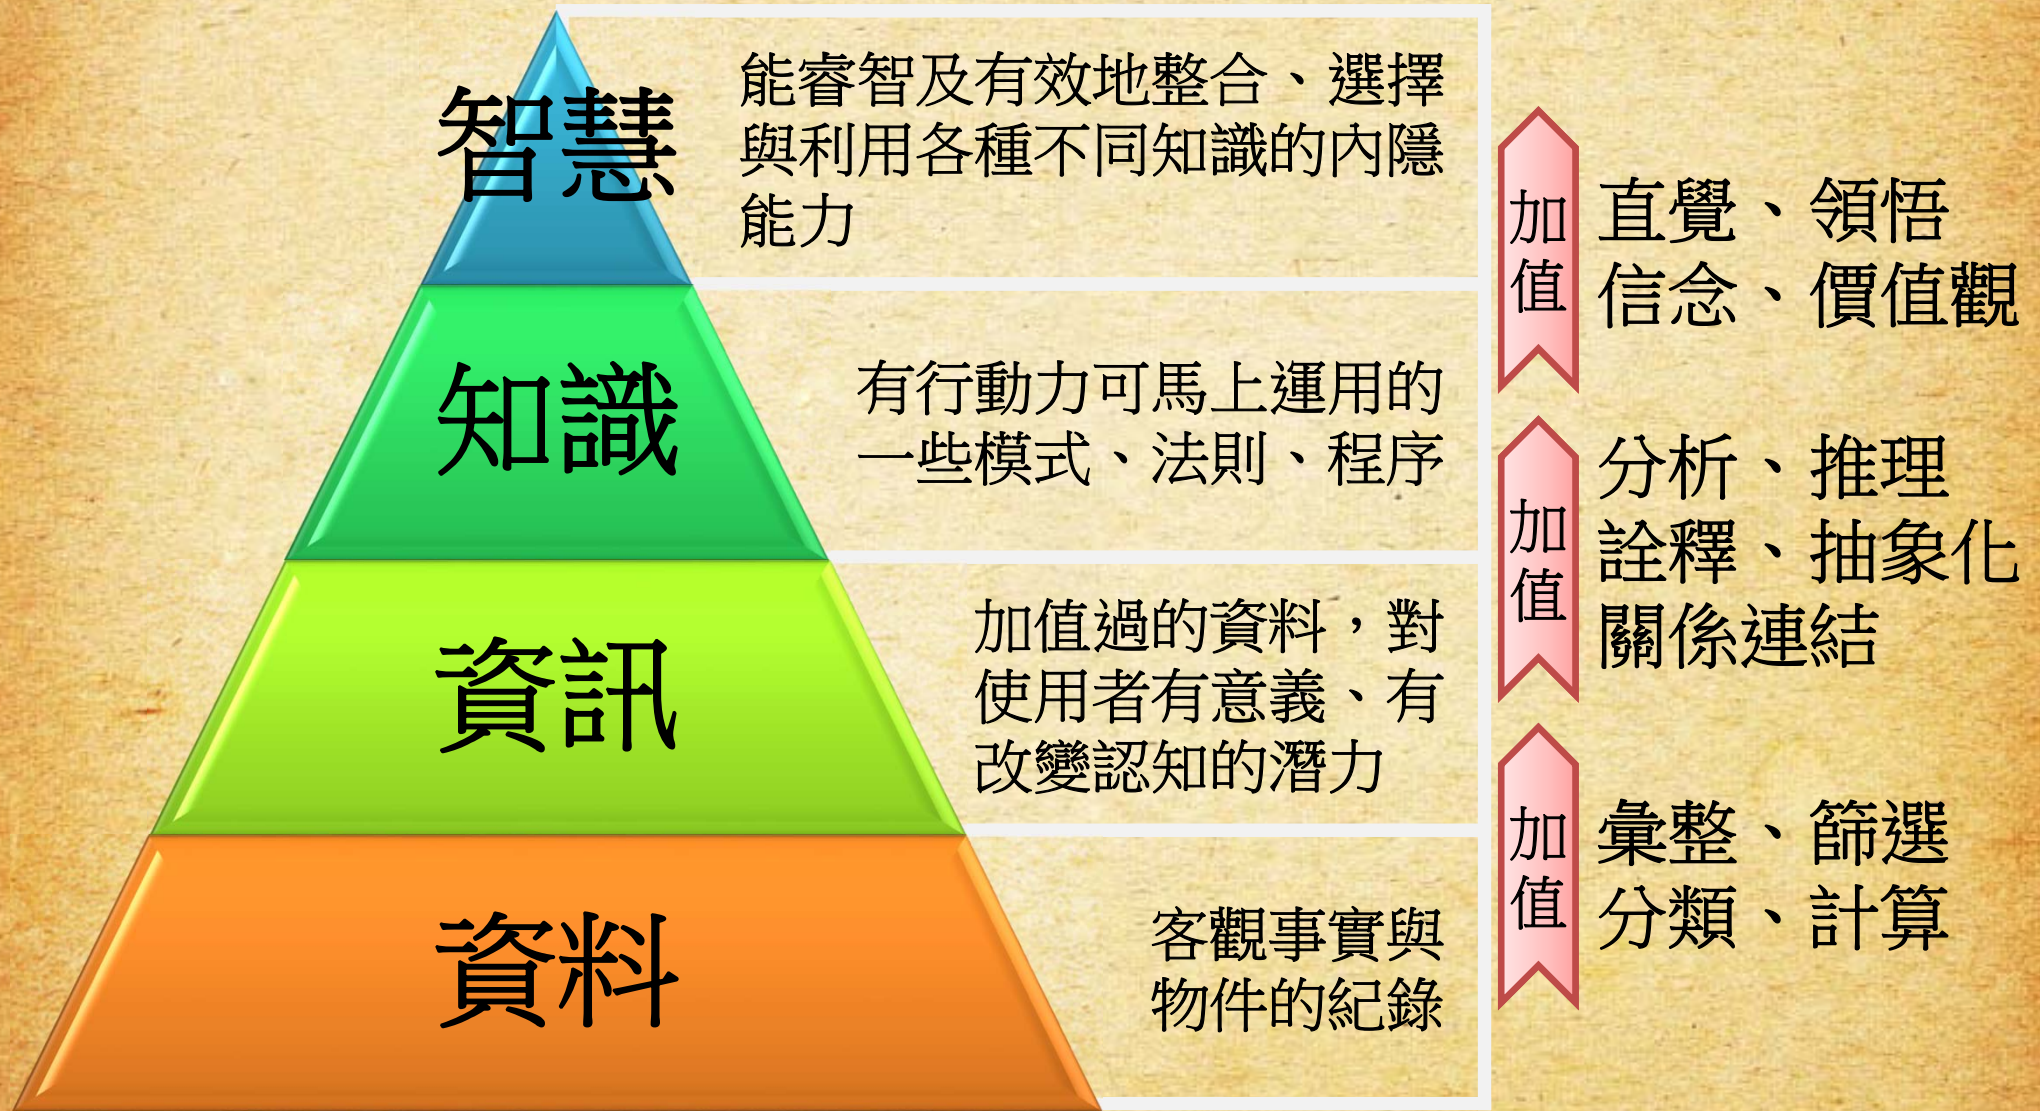 智慧
能睿智及有效地整合、選擇
與利用各種不同知識的內隱
能力
加值
直覺、領悟
信念、價值觀
知識
有行動力可馬上運用的
一些模式、法則、程序
加值
分析、推理
詮釋、抽象化
關係連結
資訊
加值過的資料，對
使用者有意義、有
改變認知的潛力
加值
彙整、篩選
分類、計算
資料
客觀事實與
物件的紀錄